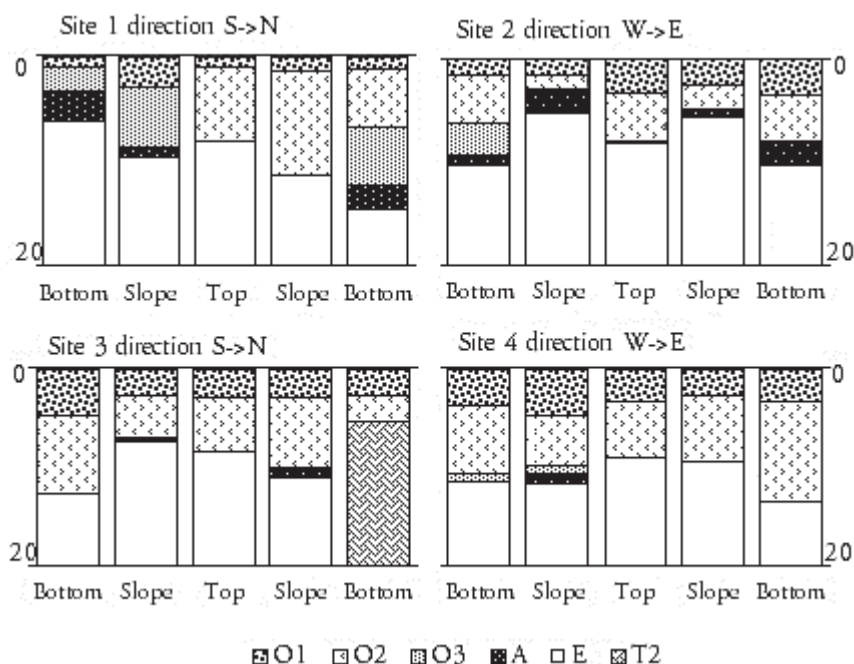 Site 1 direction S->N
Site 2 direction W->E
0
0
20
20
Bottom Slope Top Slope Bottom
Bottom Slope Top Slope Bottom
Site 3 direction S->N
Site 4 direction W->E
0
0
20
20
Bottom Slope Top Slope Bottom
Bottom Slope Top Slope Bottom
O1 O2 O3 A E T2